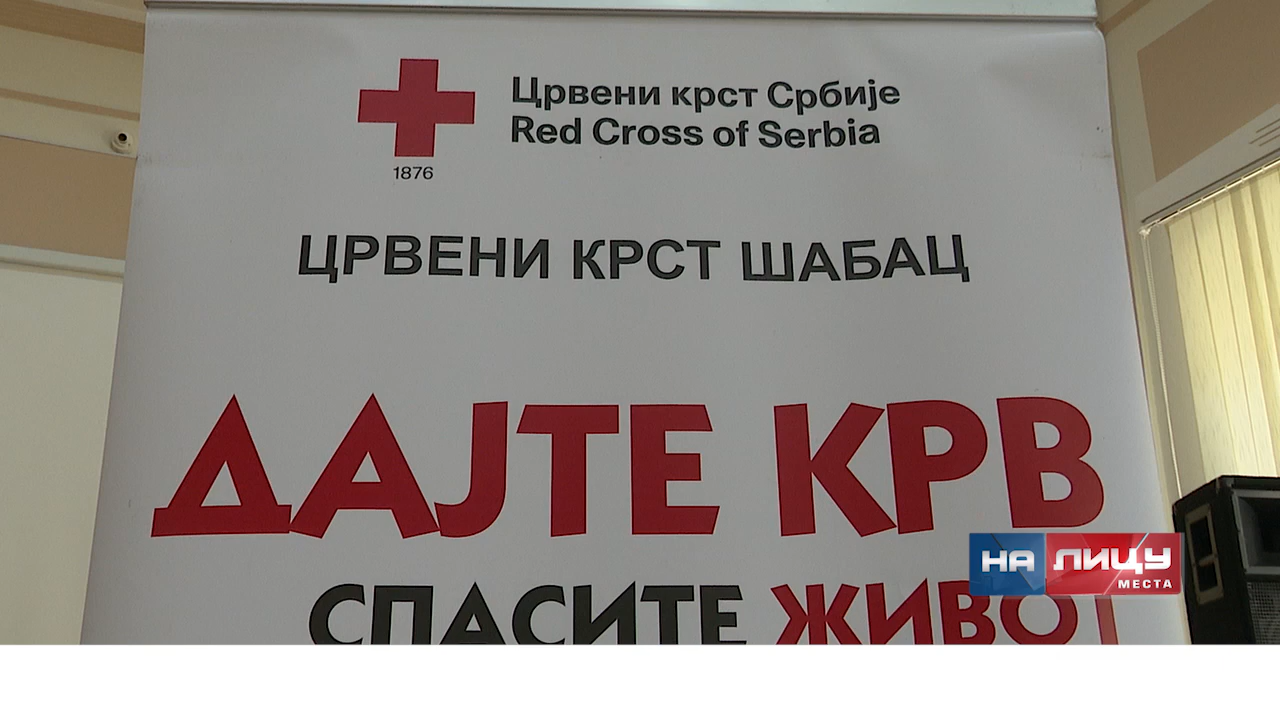 Црвени крст Србије
Red Cross of Serbia
1876
ЦРВЕНИ КРСТ ШАБАЦ
ДАЈТЕ КРВ
СПАСИТЕ ЖИВОТ
НА ЛИЦУ
МЕСТА